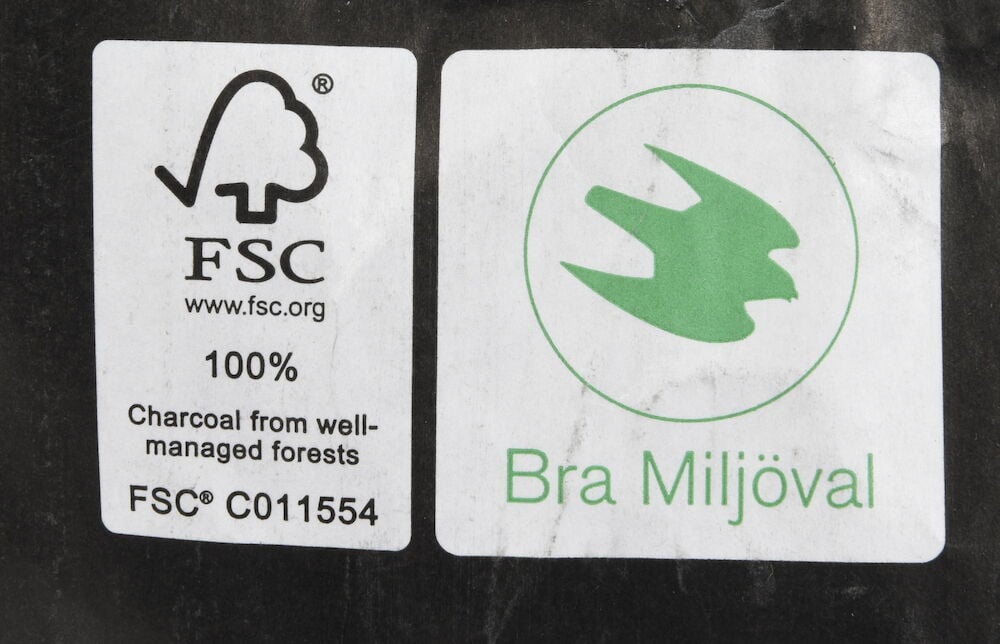 ®
FSC
www.fsc.org
100%
Charcoal from well-
managed forests
FSC® C011554
Bra Miljöval